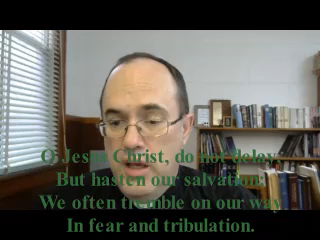 O Jesus Christ, do not delay,
But hasten our salvation.
We often tremble on our way
In fear and tribulation.